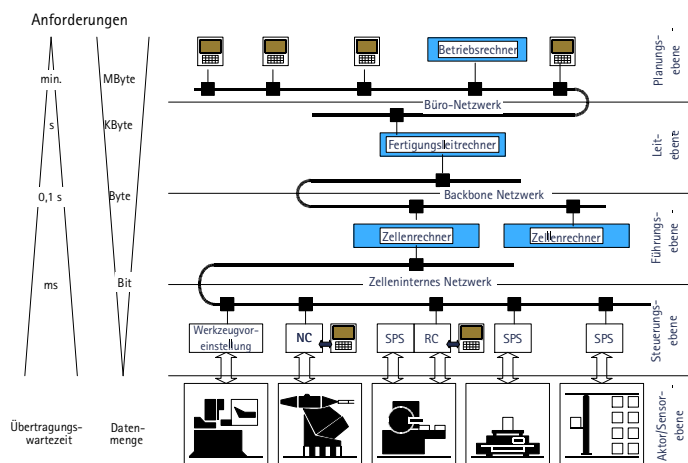 Anforderungen
min.
MByte
s
KByte
0,1 s
Byte
ms
Bit
Übertragungs-
wartezeit
Daten-
menge
Betriebsrechner
Büro-Netzwerk
Fertigungsleitrechner
Backbone Netzwerk
Zellenrechner
Zellenrechner
Zelleninternes Netzwerk
Werkzeugvor-
einstellung
NC
SPS
RC
SPS
SPS
Planungs-
ebene
Leit-
ebene
Führungs-
ebene
Steuerungs-
ebene
Aktor/Sensor-
ebene